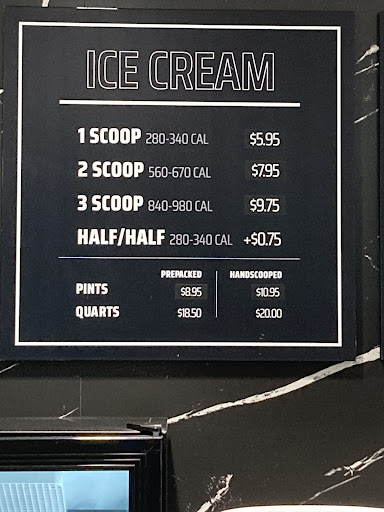 ICE CREAM
1 SCOOP 280-340 CAL $5.95
2 SCOOP 560-670 CAL $7.95
3 SCOOP 840-980 CAL $9.75
HALF/HALF 280-340 CAL +$0.75
PREPACKED HANDSCOOPED
PINTS $8.95 $10.95
QUARTS $18.50 $20.00